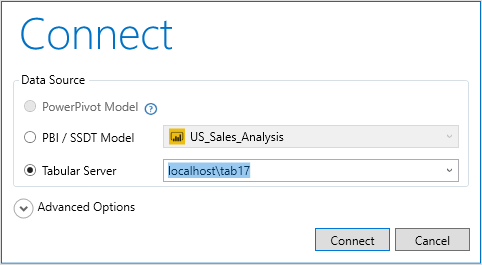 Connect
Data Source
PowerPivot Model ?
PBI / SSDT Model US_Sales_Analysis
Tabular Server localhost\tab17
Advanced Options
Connect Cancel